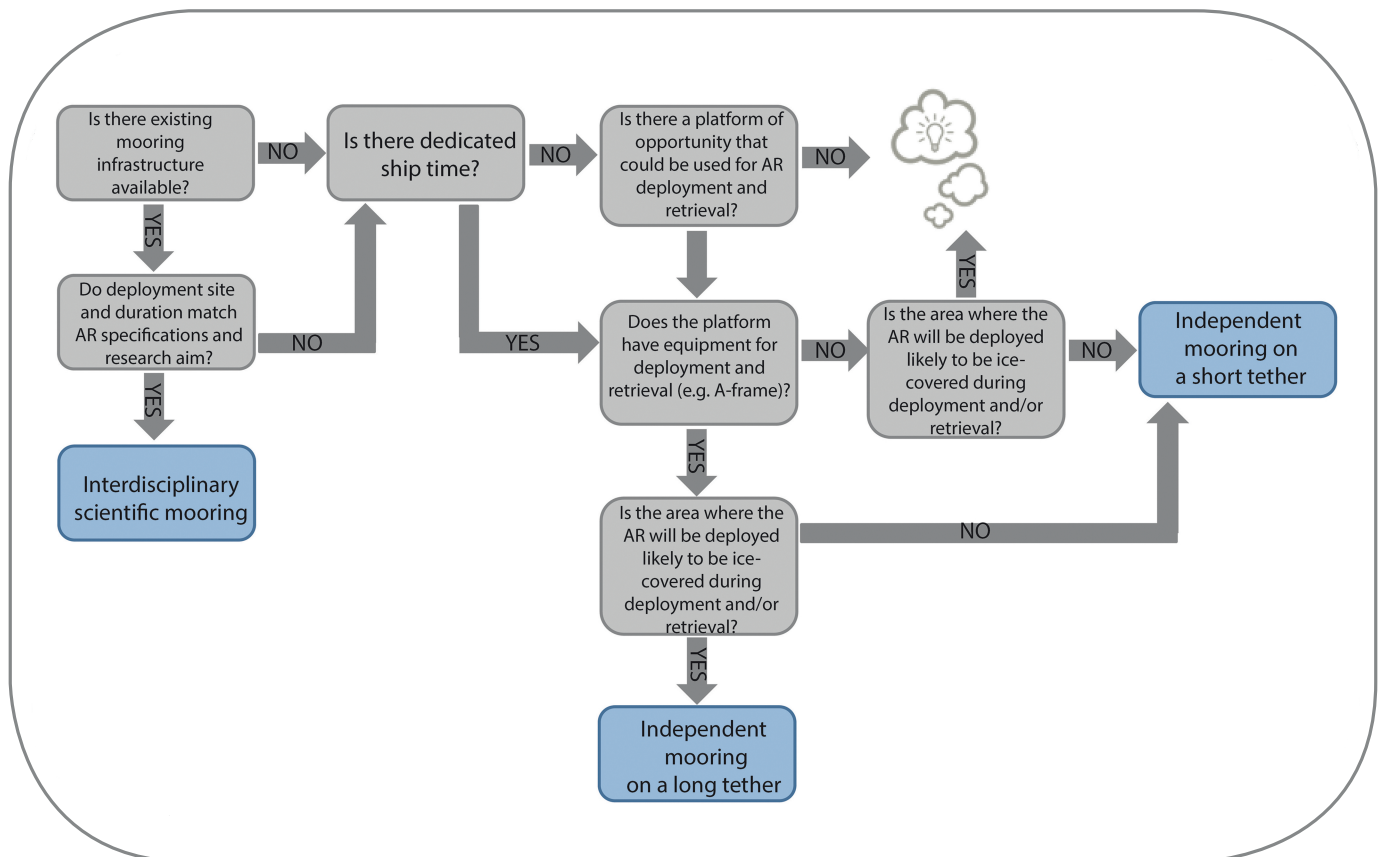 Is there existing
mooring
infrastructure
available?
NO
Is there dedicated
ship time?
NO
Is there a platform of
opportunity that
could be used for AR
deployment and
retrieval?
NO
YES
Do deployment site
and duration match
AR specifications and
research aim?
NO
YES
Does the platform
have equipment for
deployment and
retrieval (e.g. A-frame)?
NO
YES
Is the area where the
AR will be deployed
likely to be ice-
covered during
deployment and/or
retrieval?
NO
Independent
mooring on
a short tether
YES
Interdisciplinary
scientific mooring
YES
Is the area where the
AR will be deployed
likely to be ice-
covered during
deployment and/or
retrieval?
NO
YES
Independent
mooring
on a long tether